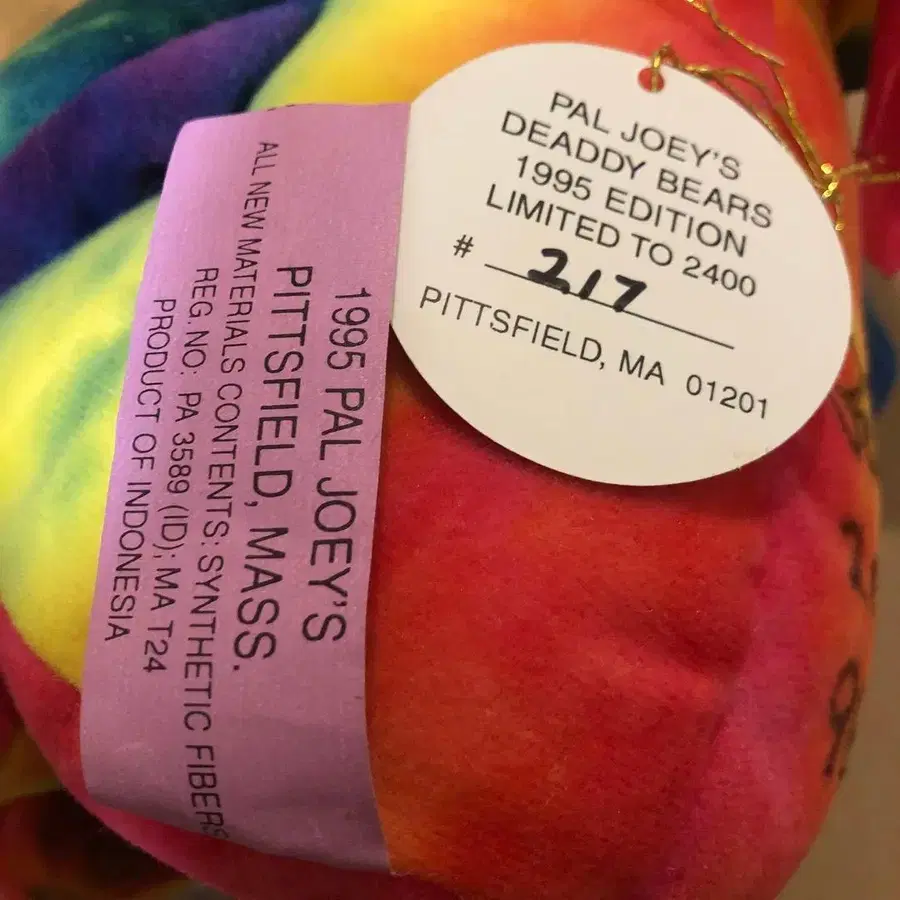 PAL JOEY'S
DEADDY BEARS
1995 EDITION
LIMITED TO 2400
# 217
PITTSFIELD, MA 01201
1995 PAL JOEY'S
PITTSFIELD, MASS.
ALL NEW MATERIALS CONTENTS: SYNTHETIC FIBERS
REG. NO: PA 3589 (ID); MA T24
PRODUCT OF INDONESIA